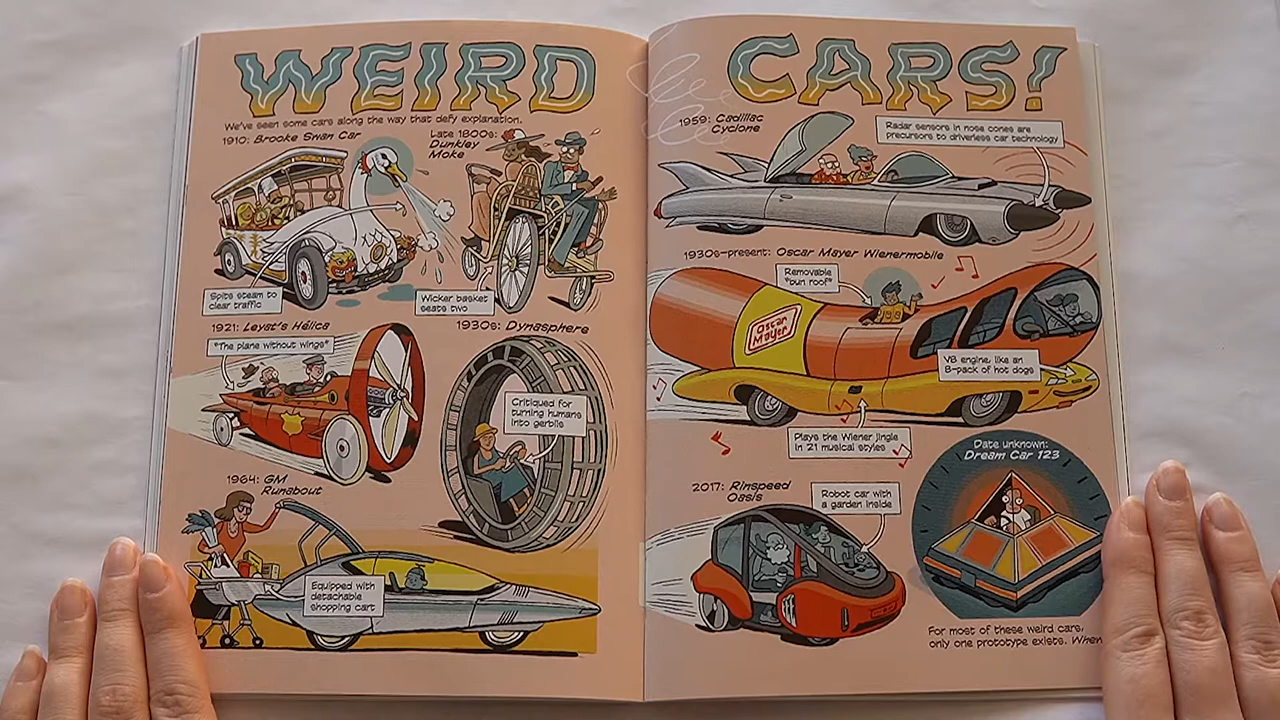 WEIRD
CARS!
We've seen some cars along the way that defy explanation.
1910: Brooke Swan Car
Spits steam to
clear traffic
Late 1800s:
Dunkley
Moke
Wicker basket
seats two
1921: Leyat's Hélica
"The plane without wings"
1930s: Dynasphere
Critiqued for
turning humans
into gerbils
1964: GM
Runabout
Equipped with
detachable
shopping cart
1959: Cadillac
Cyclone
Radar sensors in nose cones are
precursors to driverless car technology
1930s-present: Oscar Mayer Wienermobile
Removable
"bun roof"
Oscar
Mayer
V8 engine, like an
8-pack of hot dogs
Plays the Wiener jingle
in 21 musical styles
2017: Rinspeed
Oasis
Robot car with
a garden inside
Date unknown:
Dream Car 123
For most of these weird cars,
only one prototype exists. When